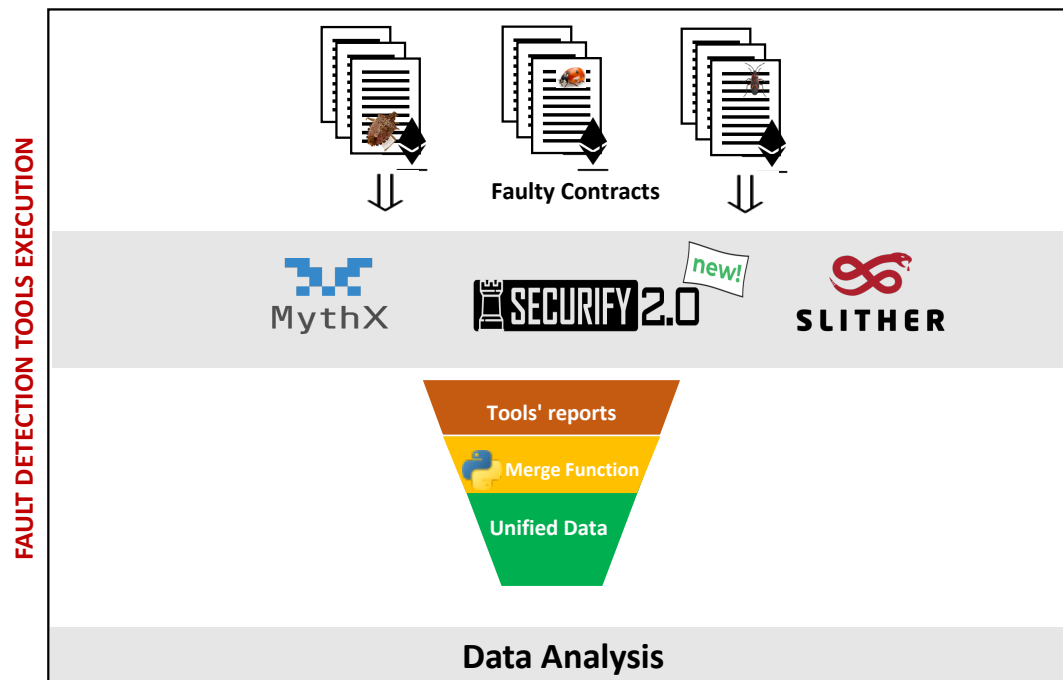 FAULT DETECTION TOOLS EXECUTION
Faulty Contracts
MythX
SECURIFY 2.0
new!
SLITHER
Tools' reports
Merge Function
Unified Data
Data Analysis